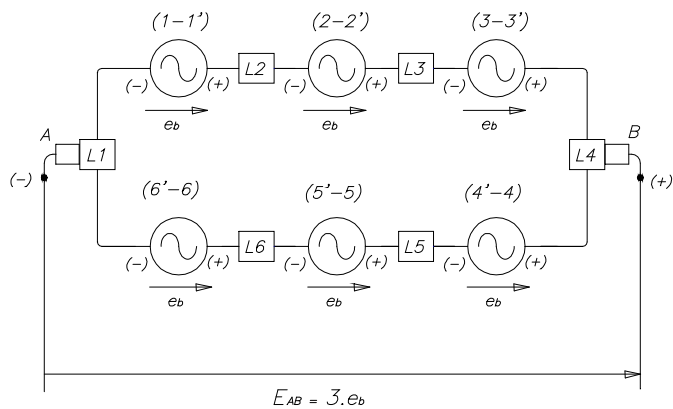 (1-1') (2-2') (3-3')
L2 L3
(-) (+) (-) (+) (-) (+)
eb eb eb
A B
L1 L4
(-) (+)
(6'-6) (5'-5) (4'-4)
L6 L5
(-) (+) (-) (+) (-) (+)
eb eb eb
EAB = 3.eb